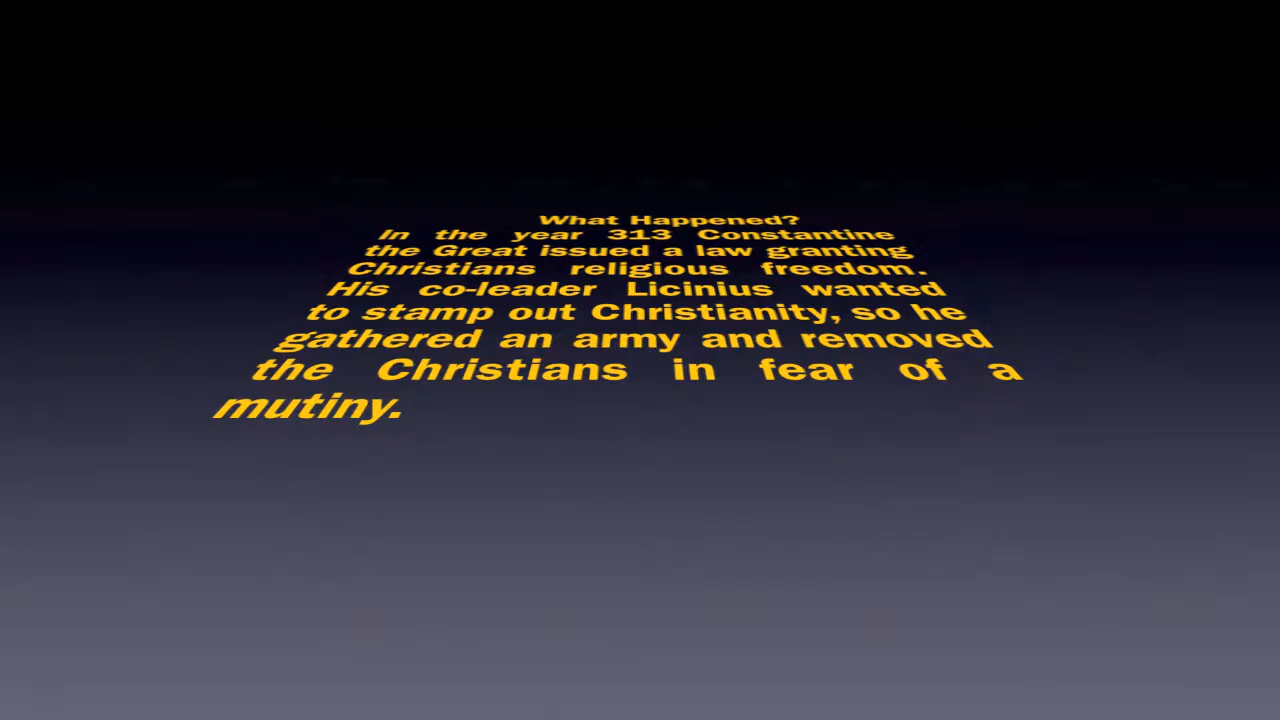 What Happened?
In the year 313 Constantine
the Great issued a law granting
Christians religious freedom.
His co-leader Licinius wanted
to stamp out Christianity, so he
gathered an army and removed
the Christians in fear of a
mutiny.